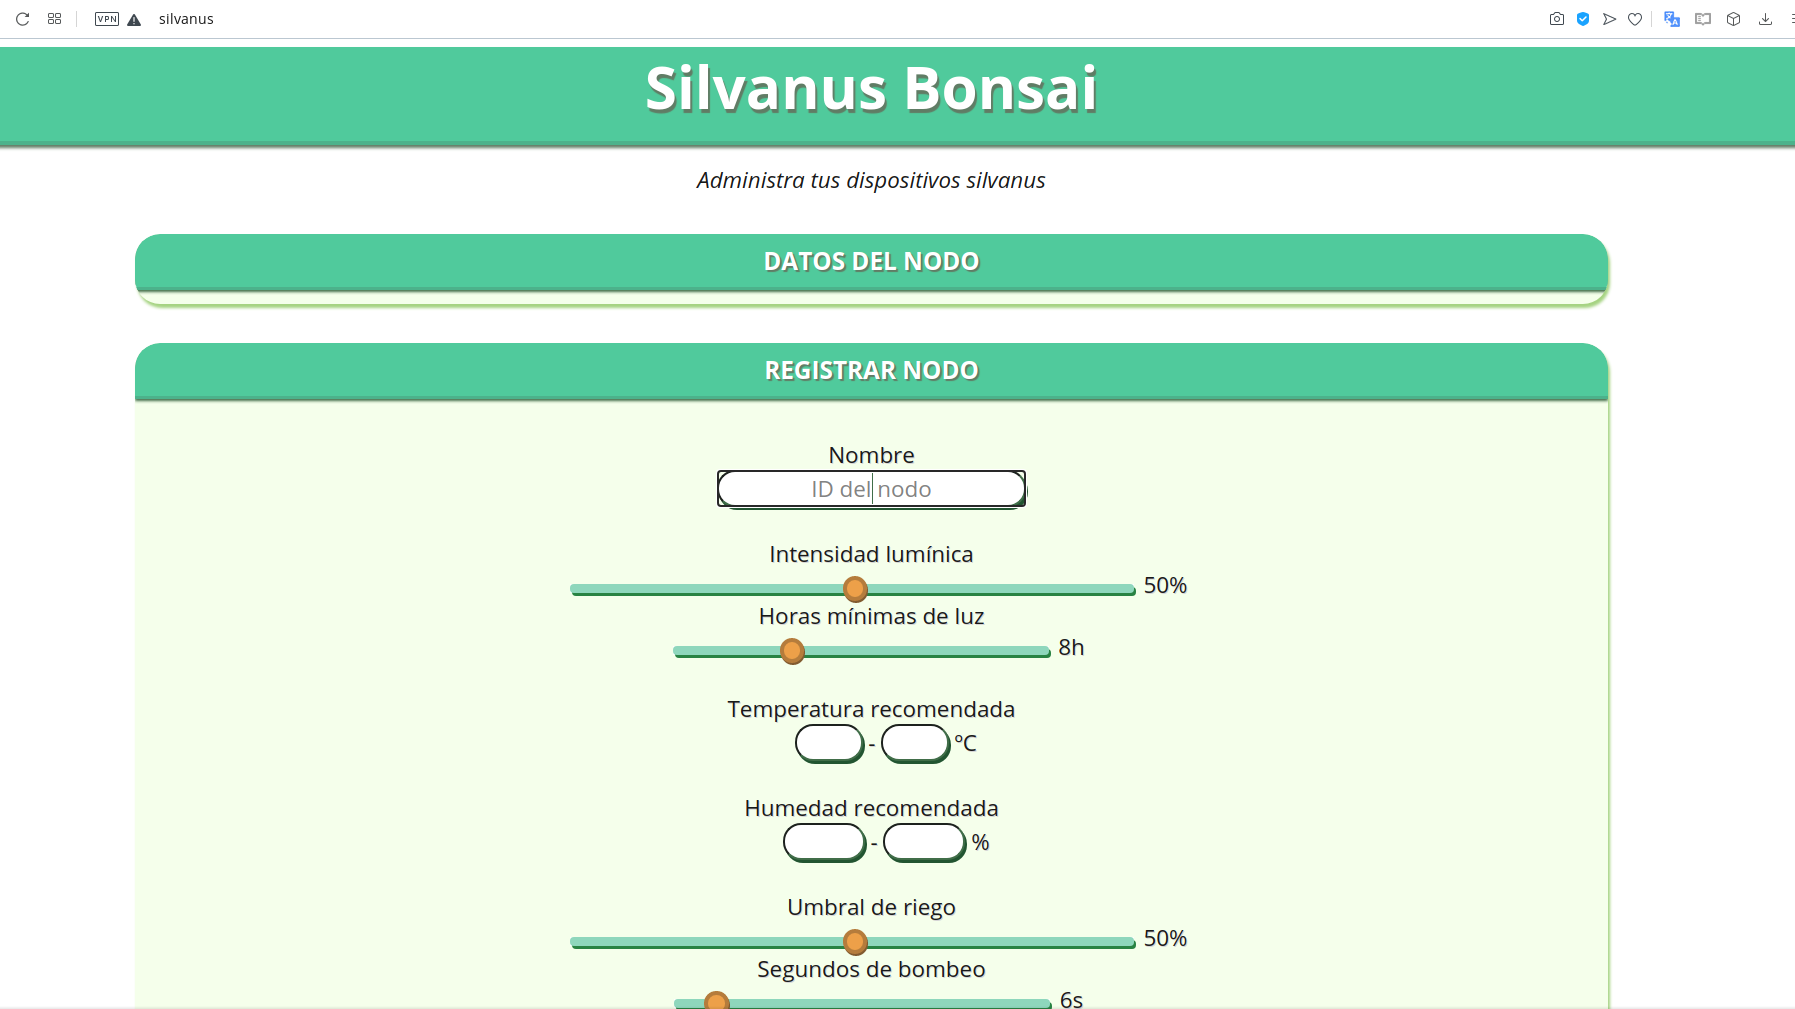 VPN silvanus
Silvanus Bonsai
Administra tus dispositivos silvanus
DATOS DEL NODO
REGISTRAR NODO
Nombre
ID del nodo
Intensidad lumínica
50%
Horas mínimas de luz
8h
Temperatura recomendada
- ºC
Humedad recomendada
- %
Umbral de riego
50%
Segundos de bombeo
6s